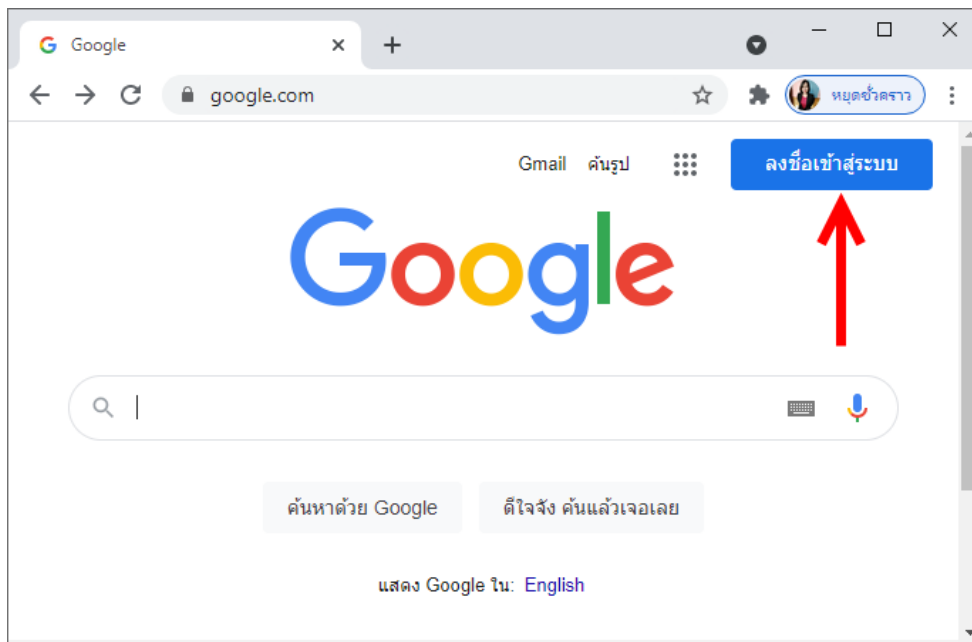 Google
google.com
หยุดชั่วคราว
Gmail ค้นรูป
ลงชื่อเข้าสู่ระบบ
Google
ค้นหาด้วย Google
ดีใจจัง ค้นแล้วเจอเลย
แสดง Google ใน: English